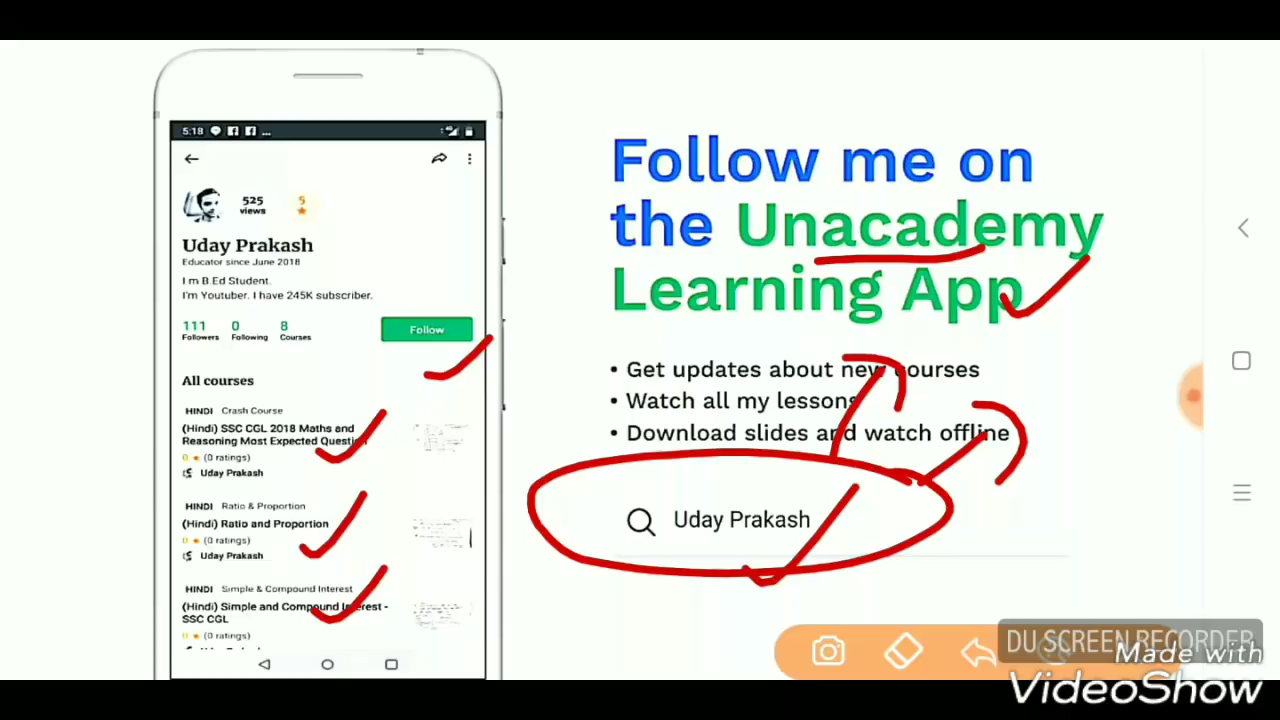 5:18 ...
525
views
5
Uday Prakash
Educator since June 2018
I m B.Ed Student.
I'm Youtuber. I have 245K subscriber.
111 0 8
Followers Following Courses
Follow
All courses
HINDI Crash Course
(Hindi) SSC CGL 2018 Maths and
Reasoning Most Expected Question
0 ★ (0 ratings)
Uday Prakash
HINDI Ratio & Proportion
(Hindi) Ratio and Proportion
0 ★ (0 ratings)
Uday Prakash
HINDI Simple & Compound Interest
(Hindi) Simple and Compound Interest -
SSC CGL
0 ★ (0 ratings)
Follow me on
the Unacademy
Learning App
• Get updates about new courses
• Watch all my lessons
• Download slides and watch offline
Uday Prakash
DU SCREEN RECORDER
Made with
VideoShow